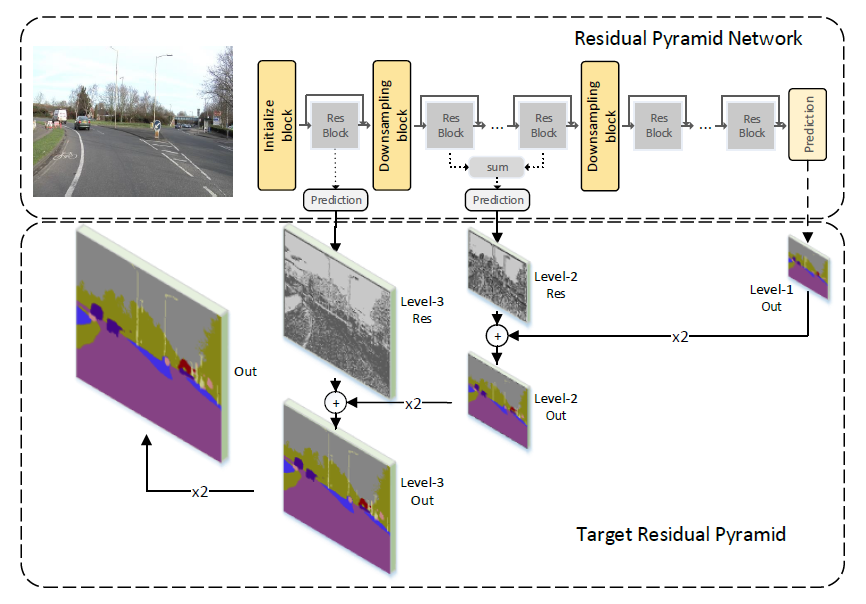 Residual Pyramid Network
Initialize
block
Res
Block
Downsampling
block
Res
Block
...
Res
Block
Downsampling
block
Res
Block
...
Res
Block
Prediction
sum
Prediction
Prediction
Level-3
Res
Level-2
Res
Level-1
Out
+
x2
Out
Level-2
Out
+
x2
Level-3
Out
x2
Target Residual Pyramid